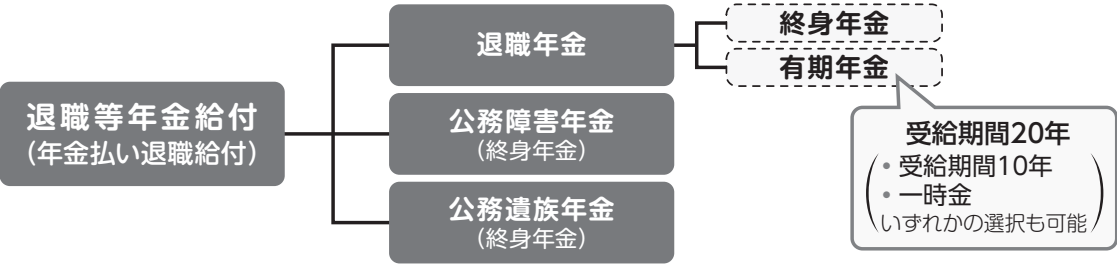 退職等年金給付
(年金払い退職給付)
退職年金
終身年金
有期年金
公務障害年金
(終身年金)
公務遺族年金
(終身年金)
受給期間20年
・受給期間10年
・一時金
いずれかの選択も可能